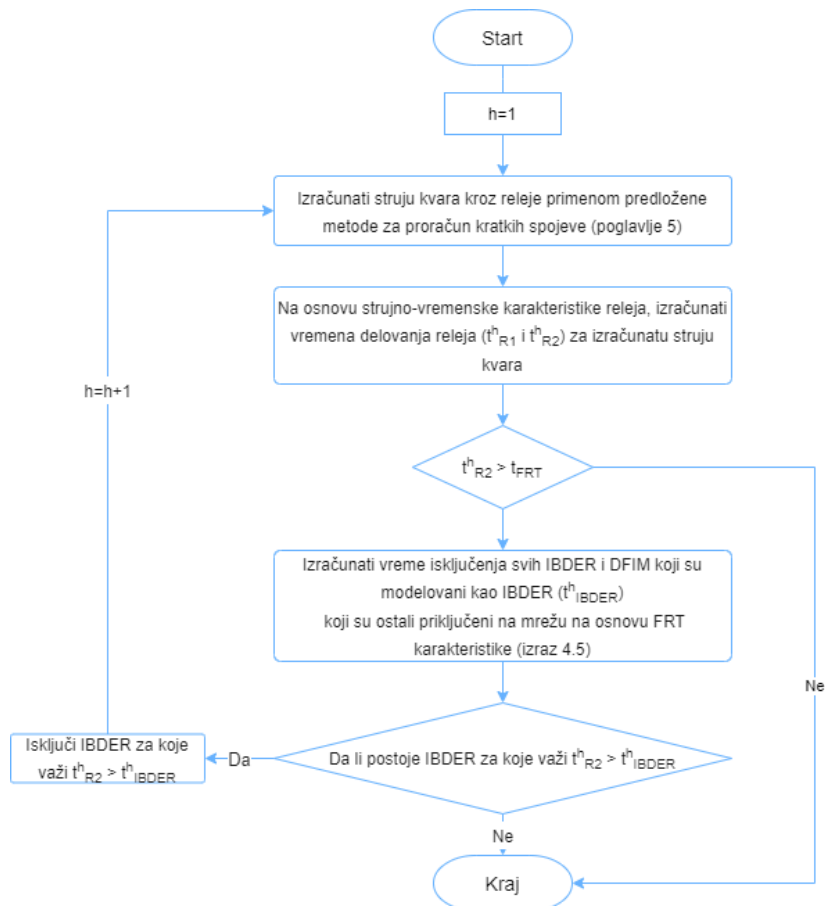 Start
h=1
Izračunati struju kvara kroz releje primenom predložene
metode za proračun kratkih spojeve (poglavlje 5)
Na osnovu strujno-vremenske karakteristike releja, izračunati
vremena delovanja releja (t^h_R1 i t^h_R2) za izračunatu struju
kvara
h=h+1
t^h_R2 > t_FRT
Izračunati vreme isključenja svih IBDER i DFIM koji su
modelovani kao IBDER (t^h_IBDER)
koji su ostali priključeni na mrežu na osnovu FRT
karakteristike (izraz 4.5)
Ne
Isključi IBDER za koje
važi t^h_R2 > t^h_IBDER
Da
Da li postoje IBDER za koje važi t^h_R2 > t^h_IBDER
Ne
Kraj